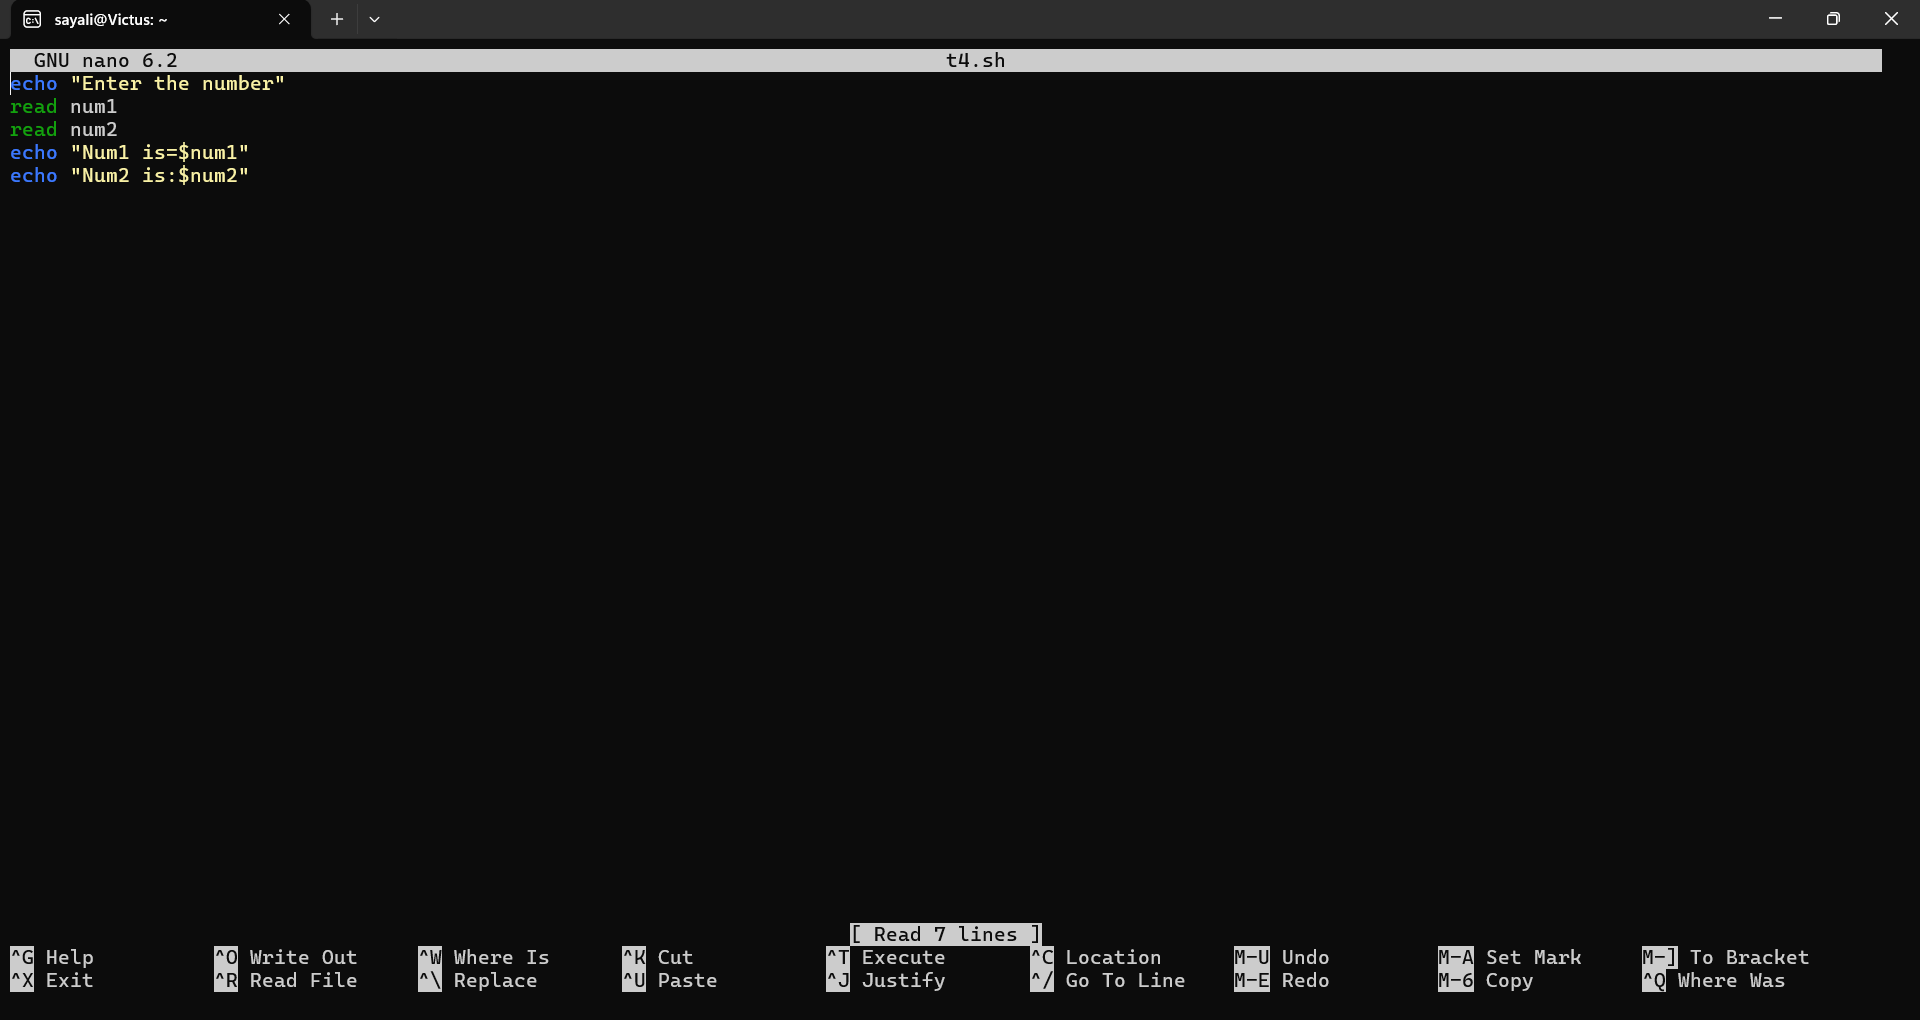 sayali@Victus: ~
GNU nano 6.2 t4.sh
echo "Enter the number"
read num1
read num2
echo "Num1 is=$num1"
echo "Num2 is:$num2"
[ Read 7 lines ]
^G Help ^O Write Out ^W Where Is ^K Cut ^T Execute ^C Location M-U Undo M-A Set Mark M-] To Bracket
^X Exit ^R Read File ^\ Replace ^U Paste ^J Justify ^/ Go To Line M-E Redo M-6 Copy ^Q Where Was